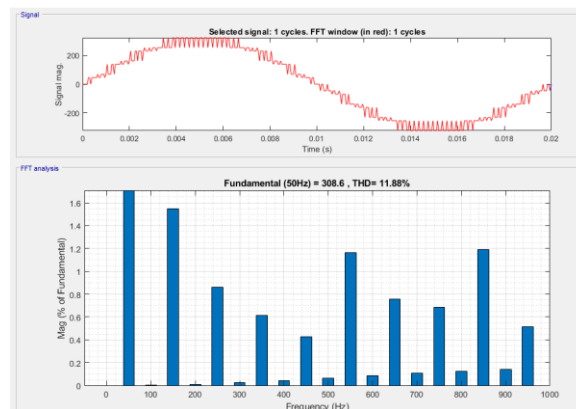 Signal
Selected signal: 1 cycles. FFT window (in red): 1 cycles
200
0
-200
Signal mag.
0 0.002 0.004 0.006 0.008 0.01 0.012 0.014 0.016 0.018 0.02
Time (s)
FFT analysis
Fundamental (50Hz) = 308.6 , THD= 11.88%
1.6
1.4
1.2
1
0.8
0.6
0.4
0.2
0
Mag (% of Fundamental)
0 100 200 300 400 500 600 700 800 900 1000
Frequency (Hz)